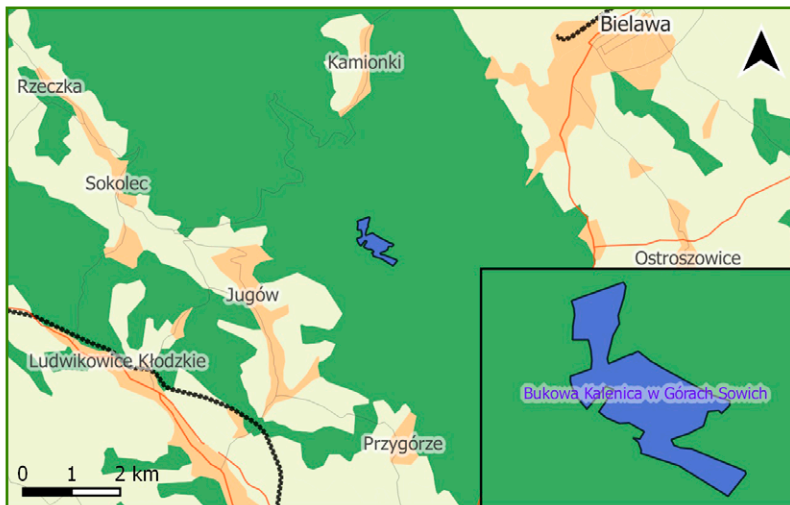 Bielawa
Kamionki
Rzeczka
Sokolec
Ostroszowice
Jugów
Ludwikowice Kłodzkie
Bukowa Kalenica w Górach Sowich
Przygórze
0 1 2 km